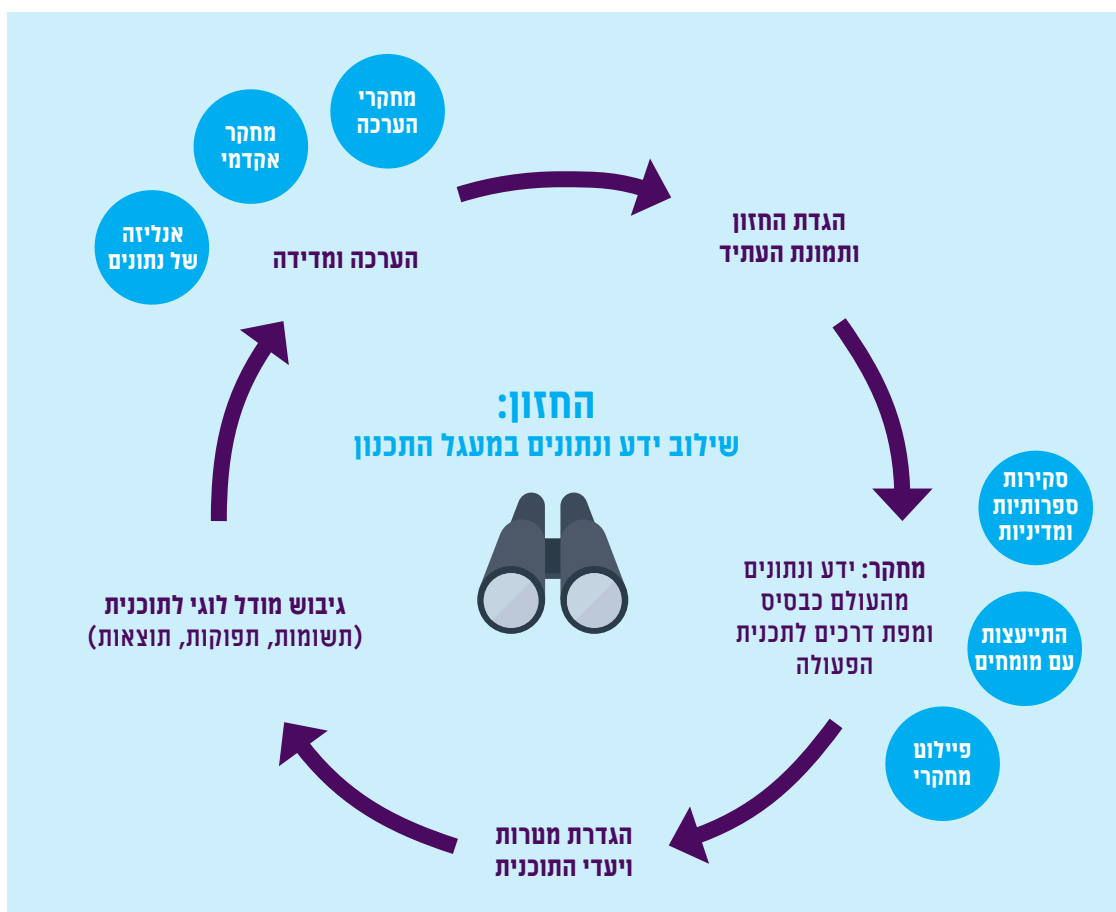 החזון:
שילוב ידע ונתונים במעגל התכנון
הגדת החזון
ותמונת העתיד
סקירות
ספרותיות
ומדיניות
מחקר: ידע ונתונים
מהעולם כבסיס
ומפת דרכים לתכנית
הפעולה
התייעצות
עם מומחים
פיילוט
מחקרי
הגדרת מטרות
ויעדי התוכנית
גיבוש מודל לוגי לתוכנית
(תשומות, תפוקות, תוצאות)
הערכה ומדידה
אנליזה
של נתונים
מחקר
אקדמי
מחקרי
הערכה